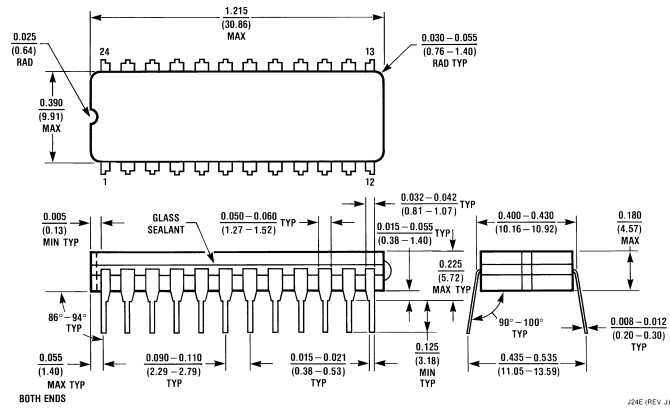 1.215
(30.86)
MAX
0.025
(0.64)
RAD
24
13
0.030 – 0.055
(0.76 – 1.40)
RAD TYP
0.390
(9.91)
MAX
1
12
0.005
(0.13)
MIN TYP
GLASS
SEALANT
0.050 – 0.060
(1.27 – 1.52)
TYP
0.032 – 0.042
(0.81 – 1.07)
TYP
0.015 – 0.055
(0.38 – 1.40)
TYP
0.400 – 0.430
(10.16 – 10.92)
0.180
(4.57)
MAX
0.225
(5.72)
MAX TYP
86° – 94°
TYP
90° – 100°
TYP
0.008 – 0.012
(0.20 – 0.30)
TYP
0.055
(1.40)
MAX TYP
BOTH ENDS
0.090 – 0.110
(2.29 – 2.79)
TYP
0.015 – 0.021
(0.38 – 0.53)
TYP
0.125
(3.18)
MIN
TYP
0.435 – 0.535
(11.05 – 13.59)
J24E (REV J)